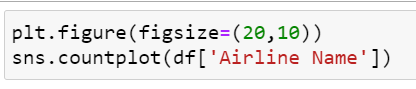 plt.figure(figsize=(20,10))
sns.countplot(df['Airline Name'])